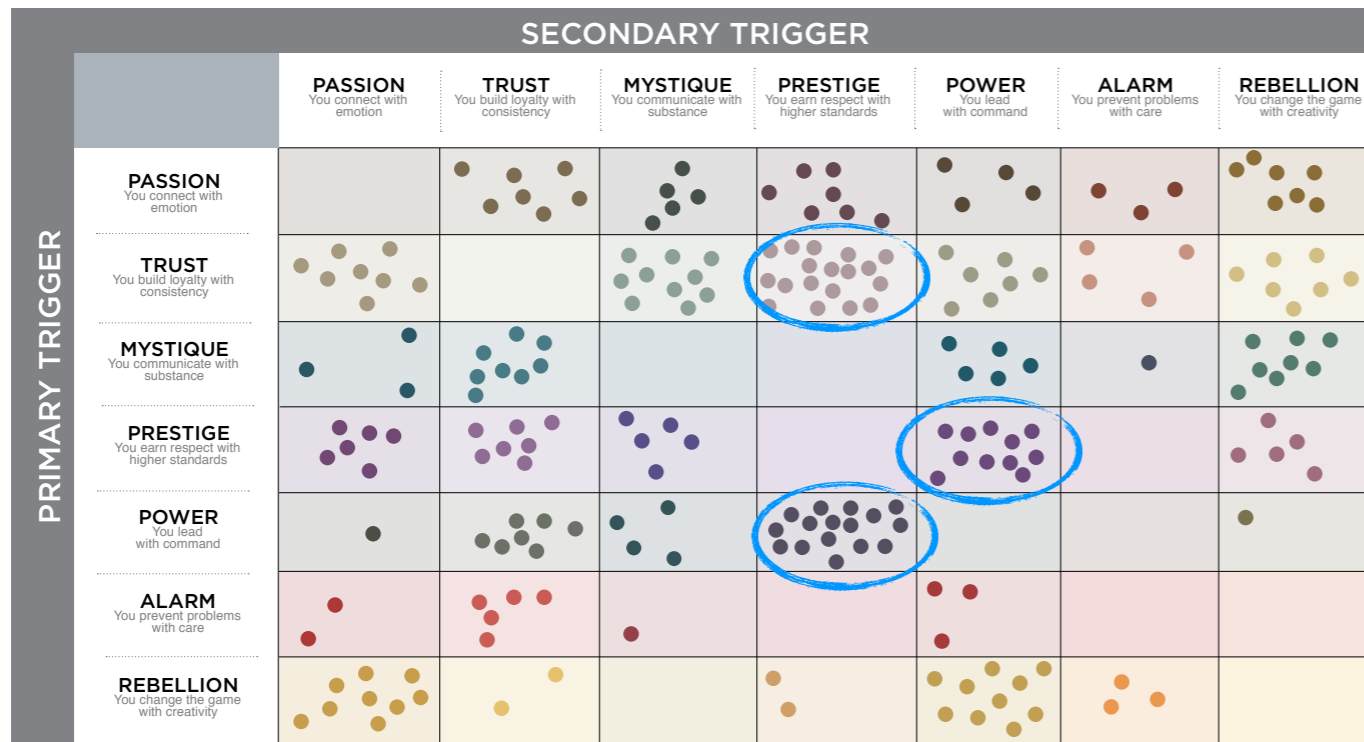 SECONDARY TRIGGER
PASSION
You connect with
emotion
TRUST
You build loyalty with
consistency
MYSTIQUE
You communicate with
substance
PRESTIGE
You earn respect with
higher standards
POWER
You lead
with command
ALARM
You prevent problems
with care
REBELLION
You change the game
with creativity
PRIMARY TRIGGER
PASSION
You connect with
emotion
TRUST
You build loyalty with
consistency
MYSTIQUE
You communicate with
substance
PRESTIGE
You earn respect with
higher standards
POWER
You lead
with command
ALARM
You prevent problems
with care
REBELLION
You change the game
with creativity